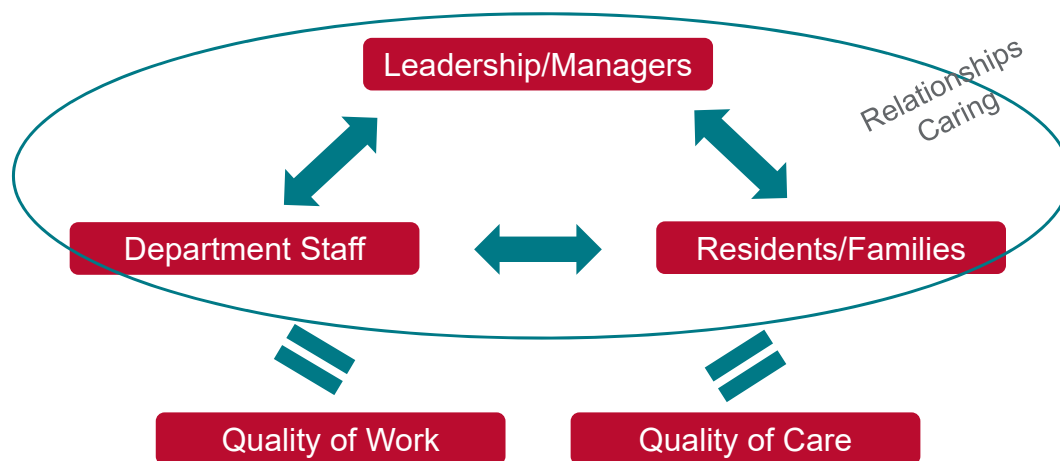 Leadership/Managers
Relationships
Caring
Department Staff
Residents/Families
Quality of Work
Quality of Care